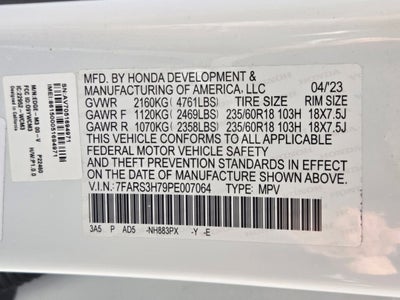 MFD. BY HONDA DEVELOPMENT &
MANUFACTURING OF AMERICA, LLC 04/'23
GVWR 2160KG (4761LBS) TIRE SIZE RIM SIZE
GAWR F 1120KG (2469LBS) 235/60R18 103H 18X7.5J
GAWR R 1070KG (2358LBS) 235/60R18 103H 18X7.5J
THIS VEHICLE CONFORMS TO ALL APPLICABLE
FEDERAL MOTOR VEHICLE SAFETY AND
THEFT PREVENTION STANDARDS IN EFFECT ON
THE DATE OF MANUFACTURE SHOWN ABOVE.
V.I.N.: 7FARS3H79PE007064 TYPE: MPV
3A5 P AD5 -NH883PX -Y -E
M/N: EDGE - M3 00 - V